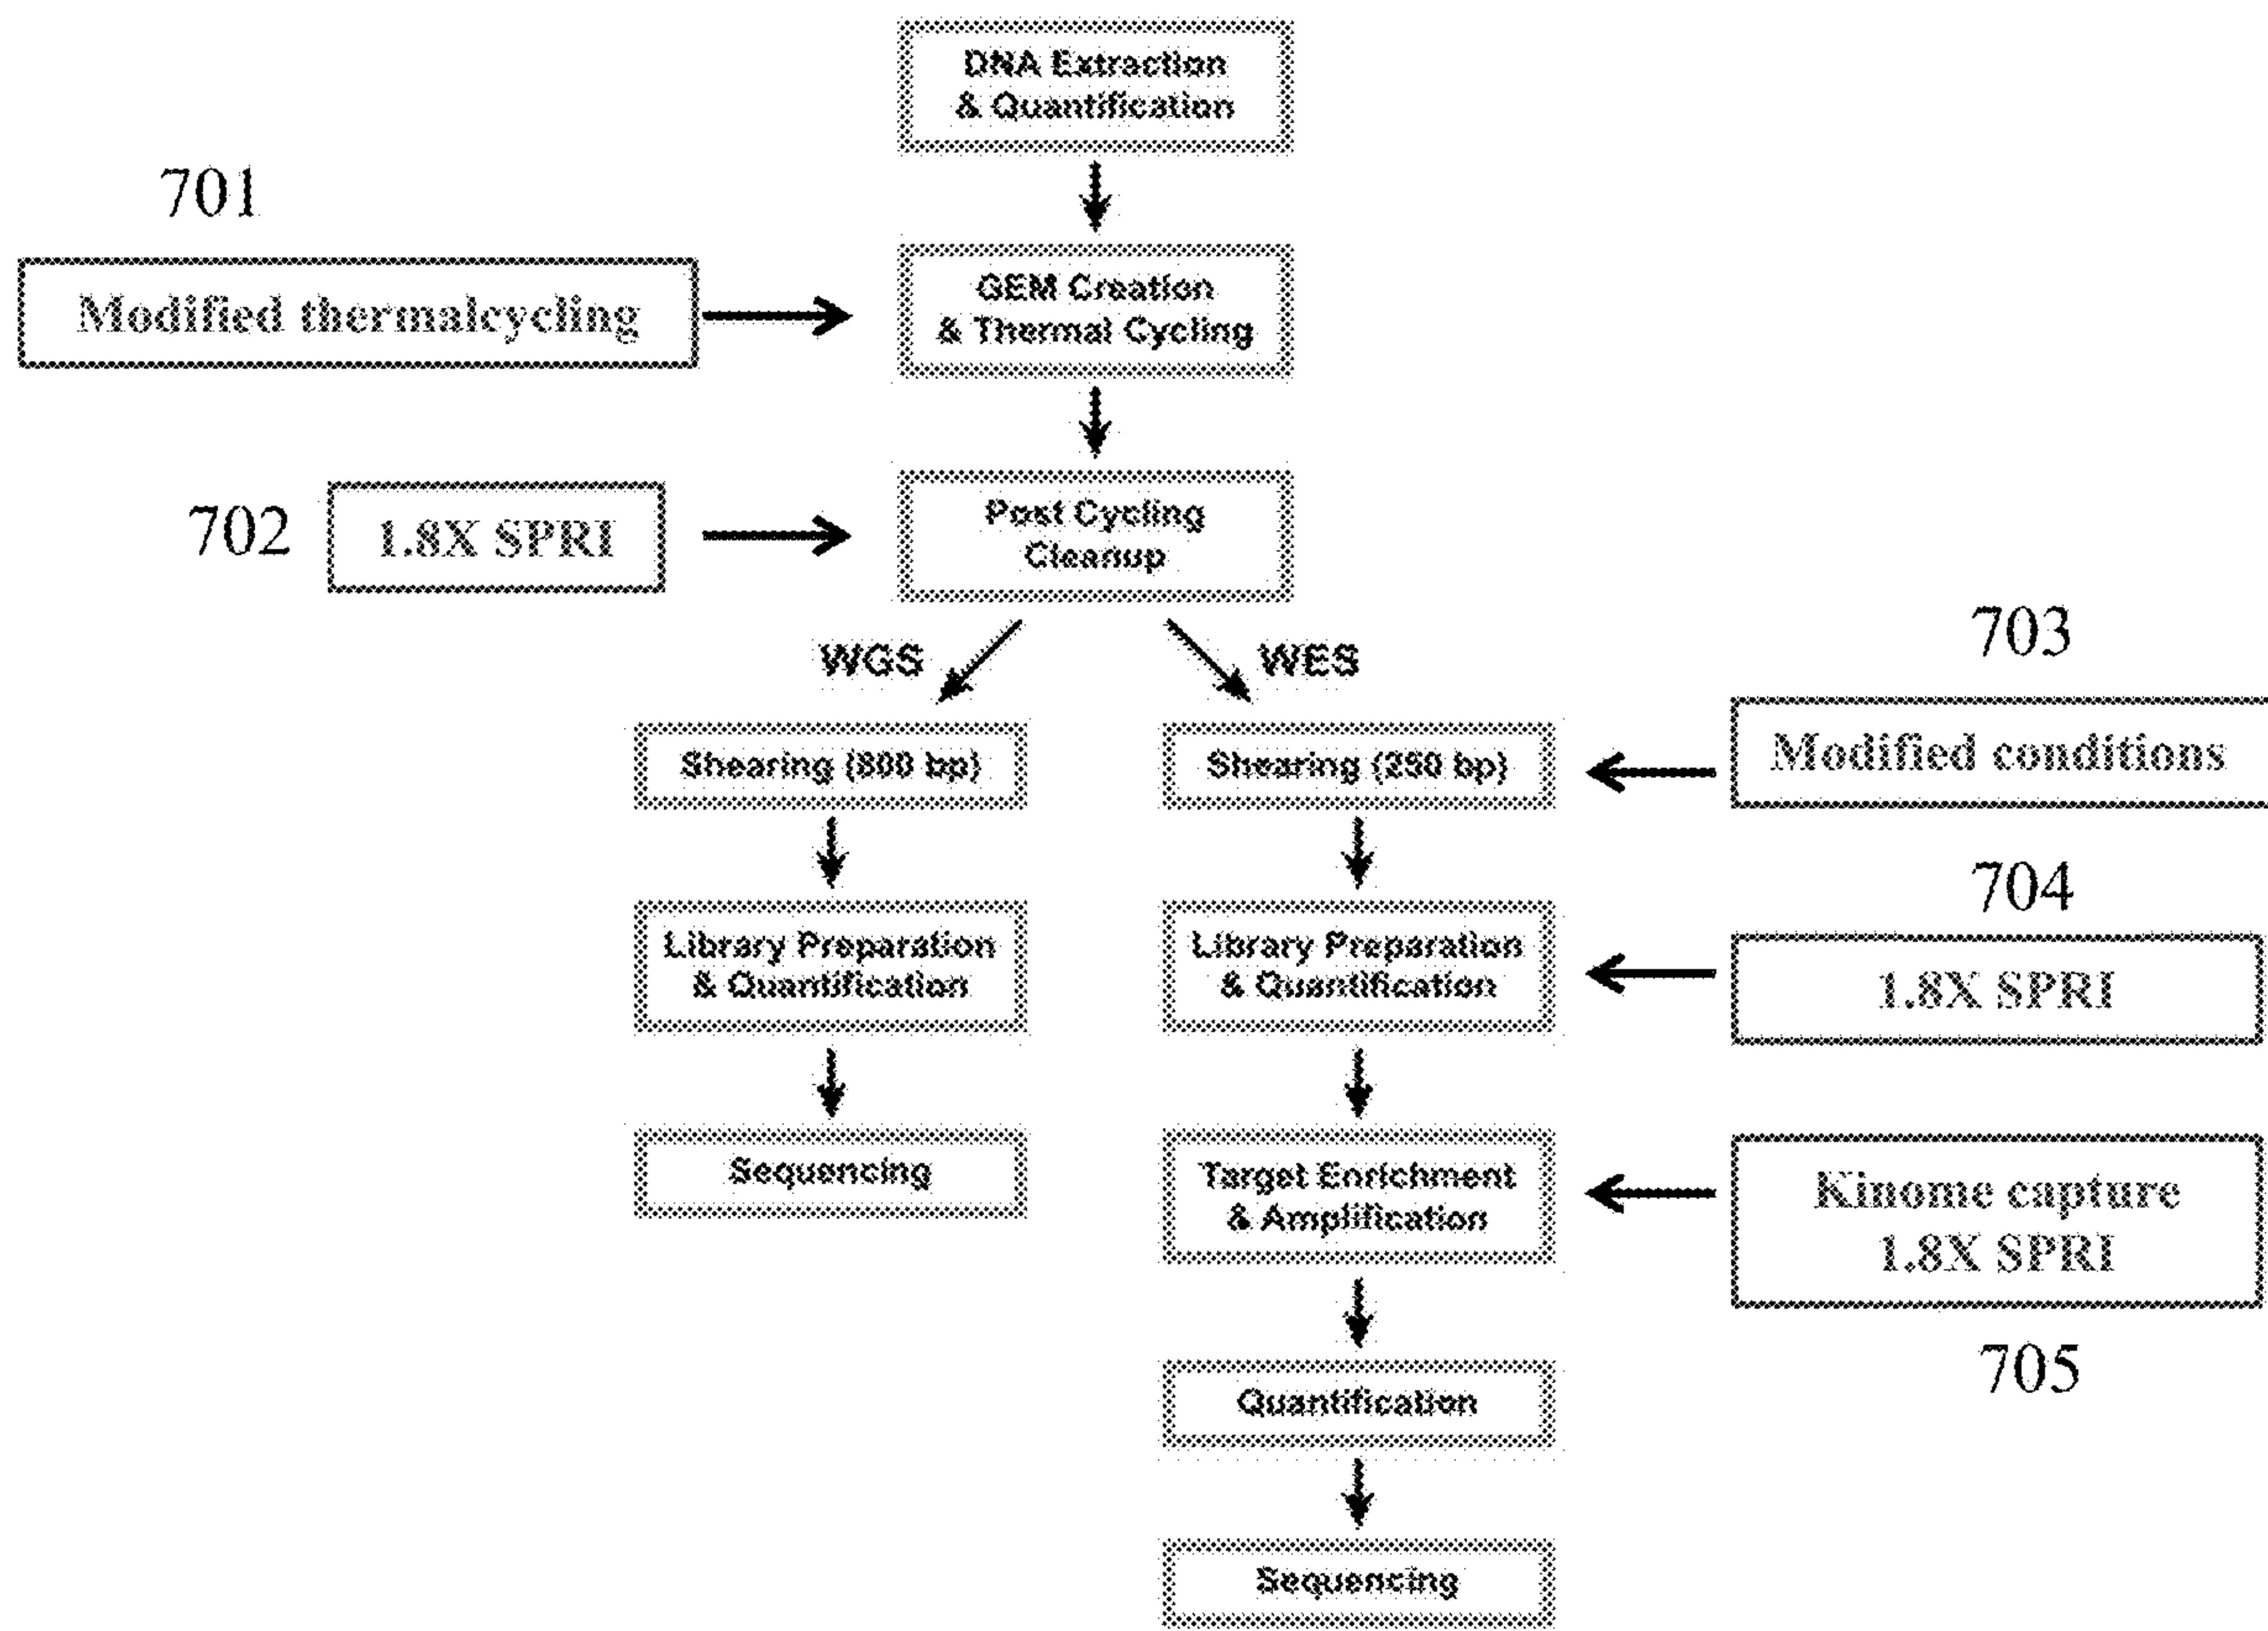 DNA Extraction
& Quantification
701
Modified thermalcycling
GEM Creation
& Thermal Cycling
702
1.8X SPRI
Post Cycling
Cleanup
WGS
WES
703
Shearing (800 bp)
Shearing (250 bp)
Modified conditions
704
Library Preparation
& Quantification
Library Preparation
& Quantification
1.8X SPRI
Sequencing
Target Enrichment
& Amplification
Kinome capture
1.8X SPRI
705
Quantification
Sequencing